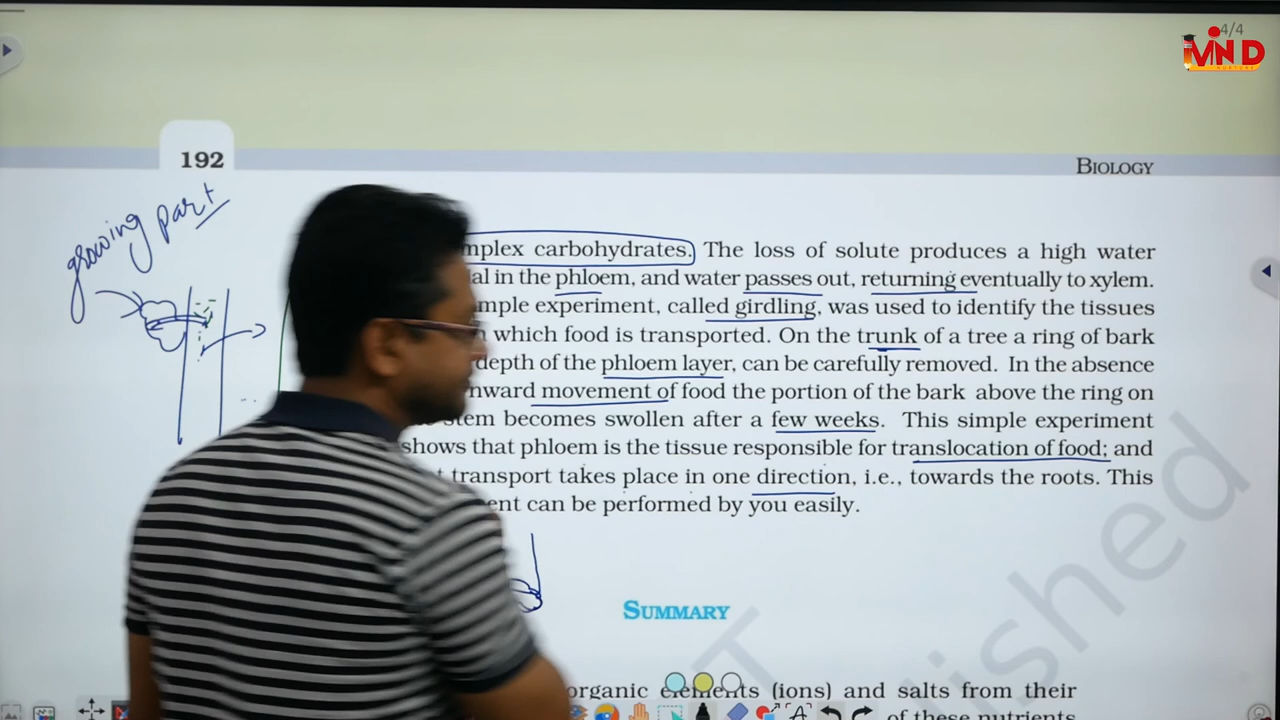 4/4
MIND
192
BIOLOGY
growing part
mplex carbohydrates. The loss of solute produces a high water
al in the phloem, and water passes out, returning eventually to xylem.
mple experiment, called girdling, was used to identify the tissues
which food is transported. On the trunk of a tree a ring of bark
depth of the phloem layer, can be carefully removed. In the absence
nward movement of food the portion of the bark above the ring on
stem becomes swollen after a few weeks. This simple experiment
shows that phloem is the tissue responsible for translocation of food; and
transport takes place in one direction, i.e., towards the roots. This
ent can be performed by you easily.
SUMMARY
organic elements (ions) and salts from their
of these nutrients